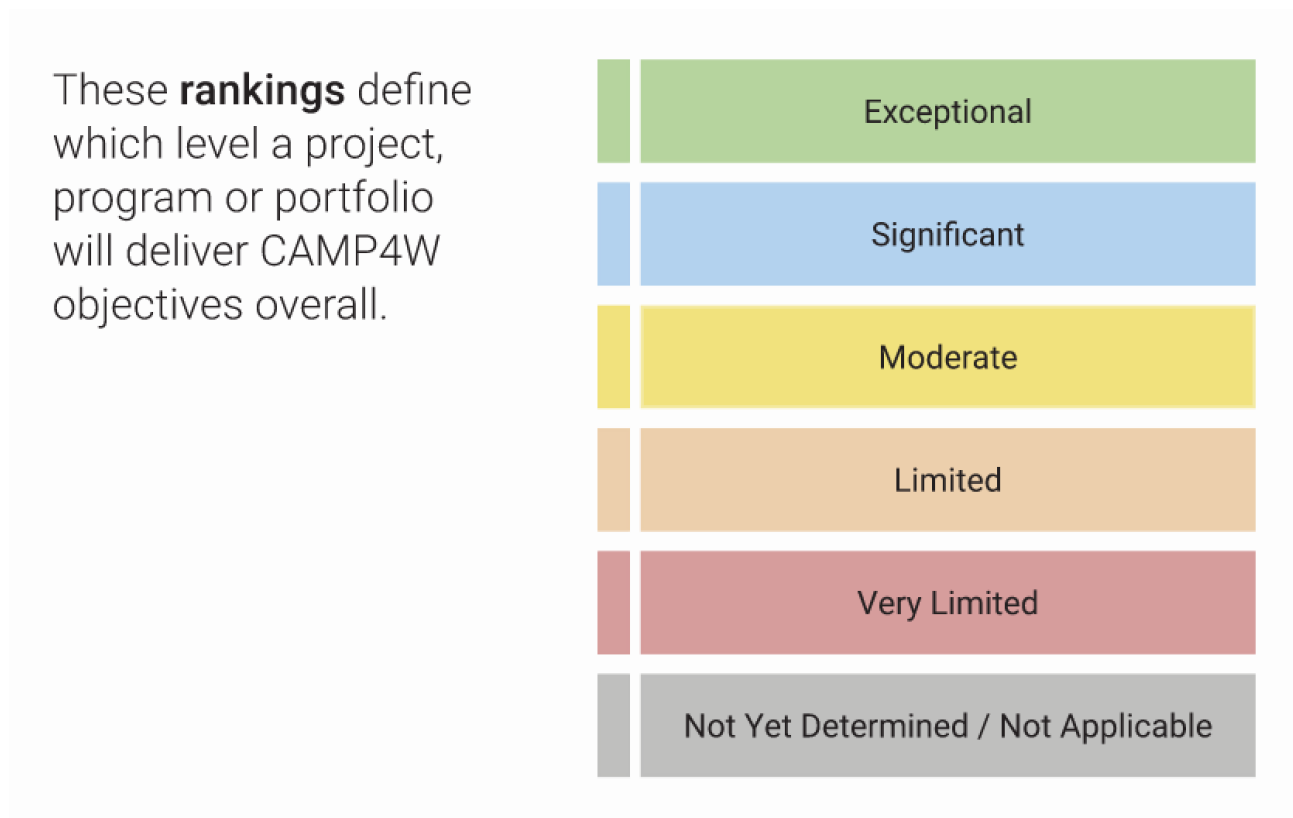 These rankings define
which level a project,
program or portfolio
will deliver CAMP4W
objectives overall.
Exceptional
Significant
Moderate
Limited
Very Limited
Not Yet Determined / Not Applicable